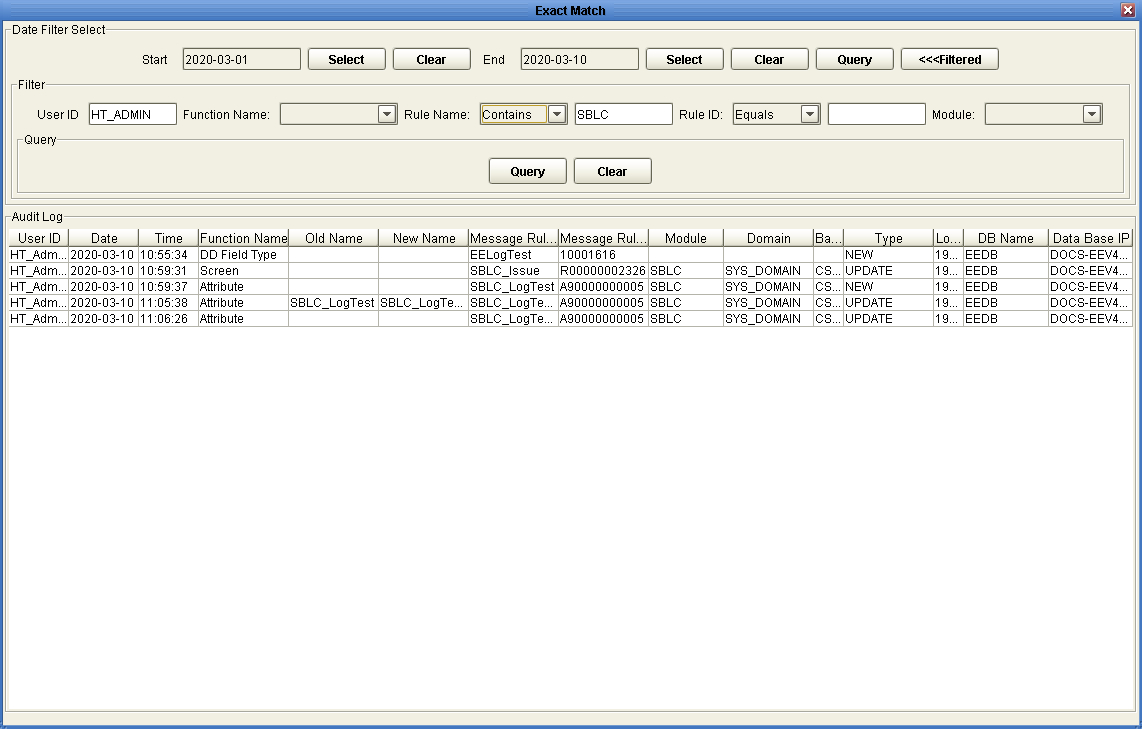 Exact Match
Date Filter Select
Start 2020-03-01 Select Clear End 2020-03-10 Select Clear Query <<<Filtered
Filter
User ID HT_ADMIN Function Name: Rule Name: Contains SBLC Rule ID: Equals Module:
Query
Query Clear
Audit Log
User ID Date Time Function Name Old Name New Name Message Rul... Message Rul... Module Domain Ba... Type Lo... DB Name Data Base IP
HT_Adm... 2020-03-10 10:55:34 DD Field Type EELogTest 10001616 NEW 19... EEDB DOCS-EEV4...
HT_Adm... 2020-03-10 10:59:31 Screen SBLC_Issue R00000002326 SBLC SYS_DOMAIN CS... UPDATE 19... EEDB DOCS-EEV4...
HT_Adm... 2020-03-10 10:59:37 Attribute SBLC_LogTest A90000000005 SBLC SYS_DOMAIN CS... NEW 19... EEDB DOCS-EEV4...
HT_Adm... 2020-03-10 11:05:38 Attribute SBLC_LogTest SBLC_LogTe... SBLC_LogTe... A90000000005 SBLC SYS_DOMAIN CS... UPDATE 19... EEDB DOCS-EEV4...
HT_Adm... 2020-03-10 11:06:26 Attribute SBLC_LogTe... A90000000005 SBLC SYS_DOMAIN CS... UPDATE 19... EEDB DOCS-EEV4...